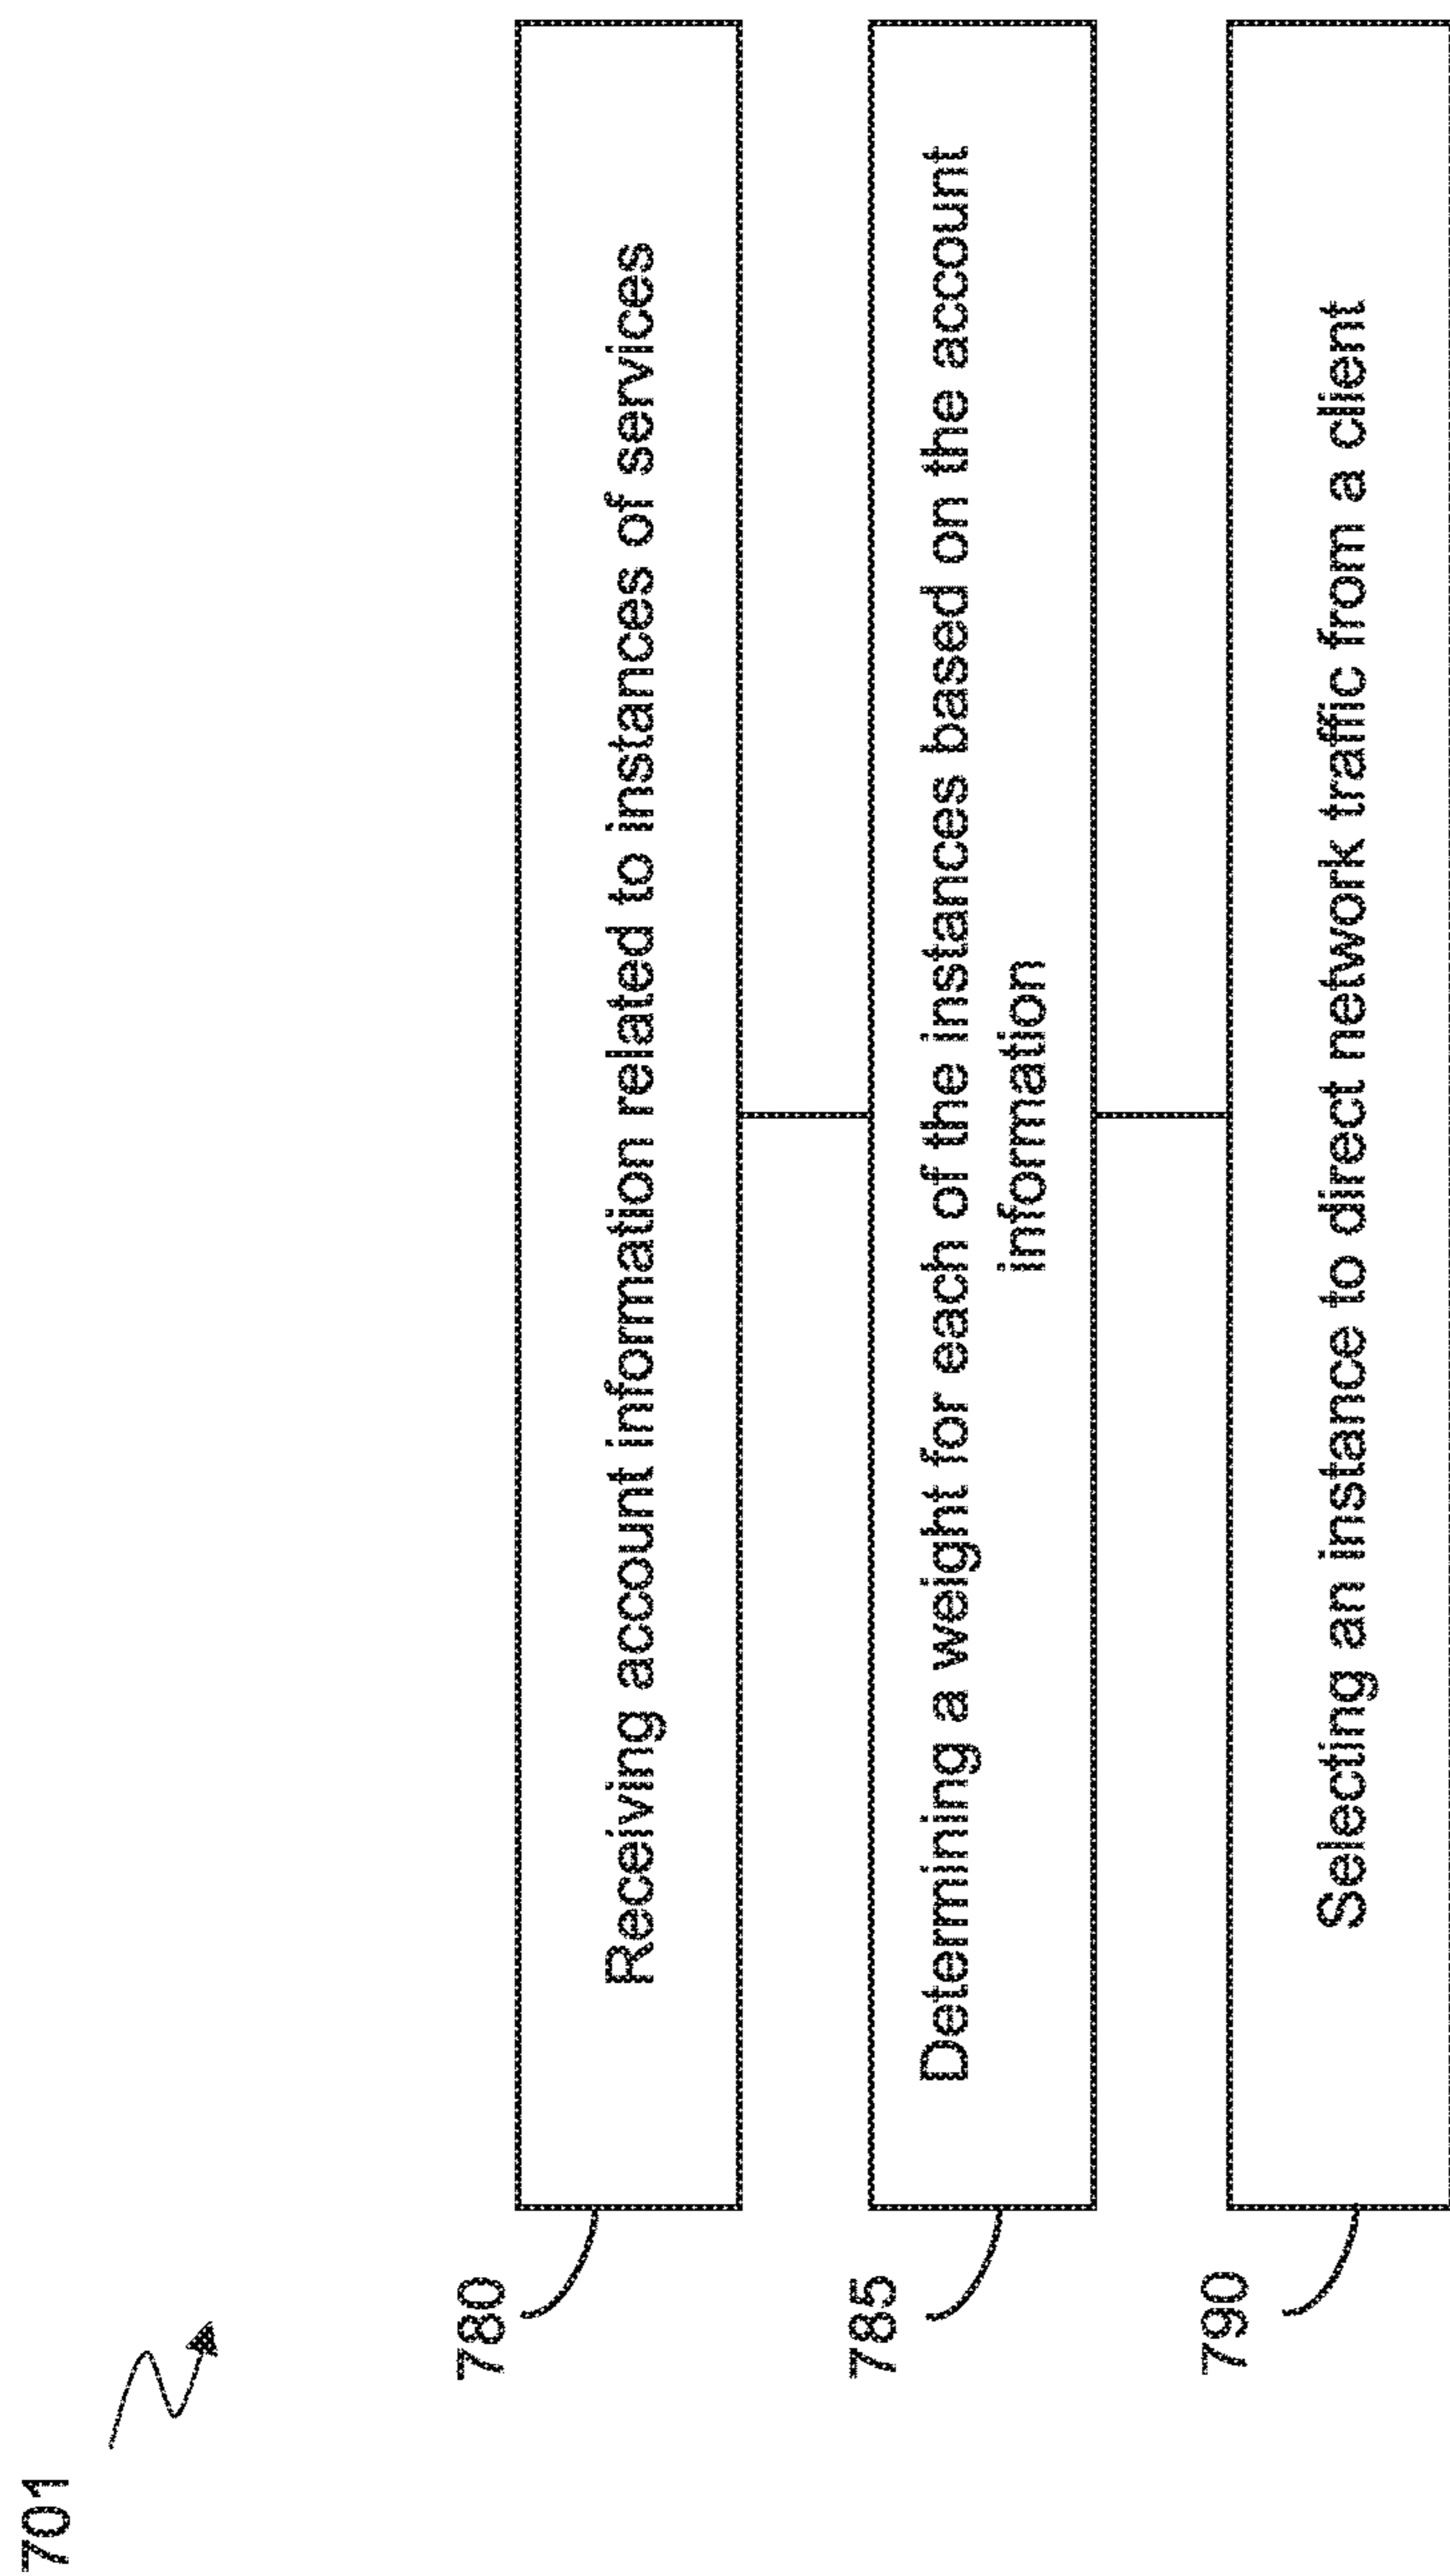 701
780
Receiving account information related to instances of services
785
Determining a weight for each of the instances based on the account
information
790
Selecting an instance to direct network traffic from a client